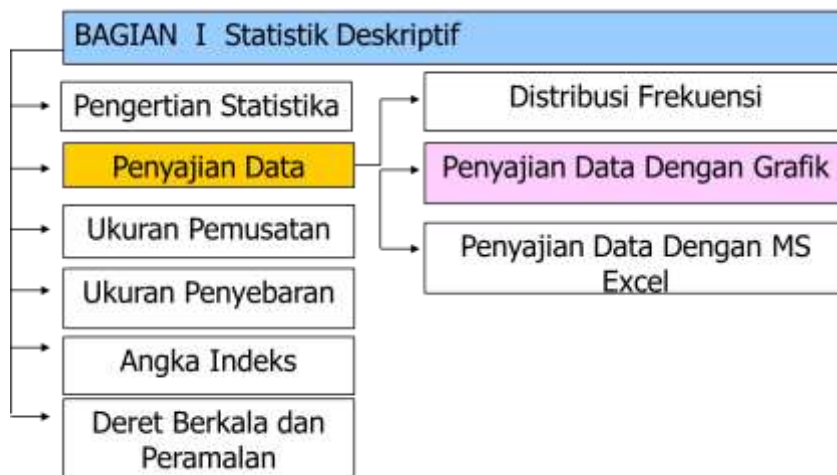 BAGIAN I Statistik Deskriptif
Pengertian Statistika
Penyajian Data
Ukuran Pemusatan
Ukuran Penyebaran
Angka Indeks
Deret Berkala dan
Peramalan
Distribusi Frekuensi
Penyajian Data Dengan Grafik
Penyajian Data Dengan MS
Excel